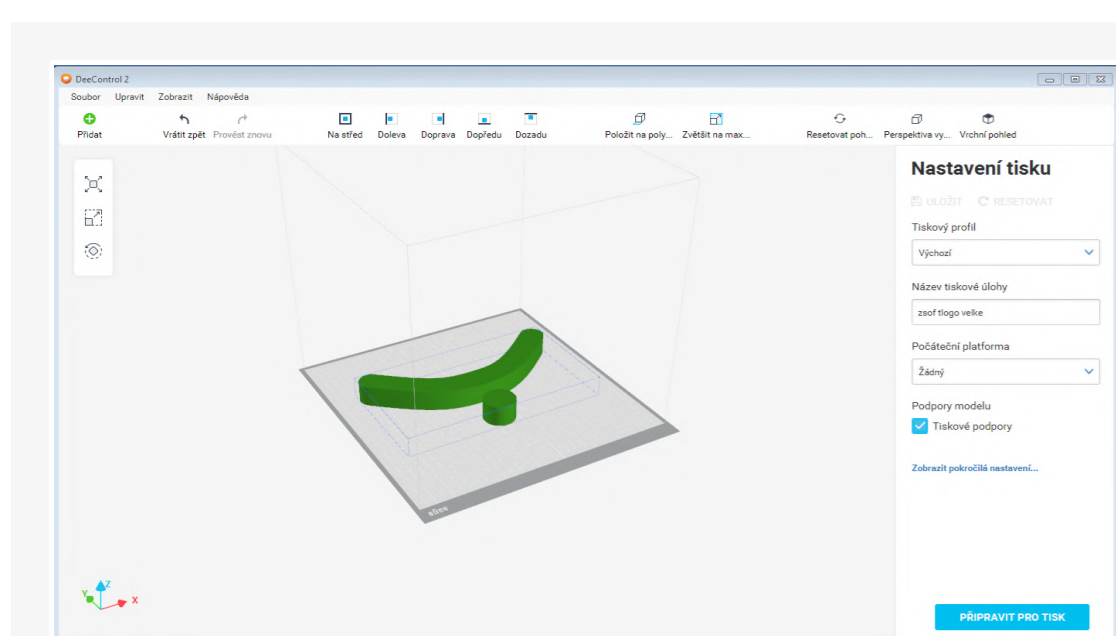 DeeControl 2
Soubor Upravit Zobrazit Nápověda
Přidat Vrátit zpět Provést znovu Na střed Doleva Doprava Dopředu Dozadu Položit na poly... Zvětšit na max... Resetovat poh... Perspektiva vy... Vrchní pohled
Nastavení tisku
ULOŽIT RESETOVAT
Tiskový profil
Výchozí
Název tiskové úlohy
zsof tlogo velke
Počáteční platforma
Žádný
Podpory modelu
Tiskové podpory
Zobrazit pokročilá nastavení...
Z
Y
X
PŘIPRAVIT PRO TISK